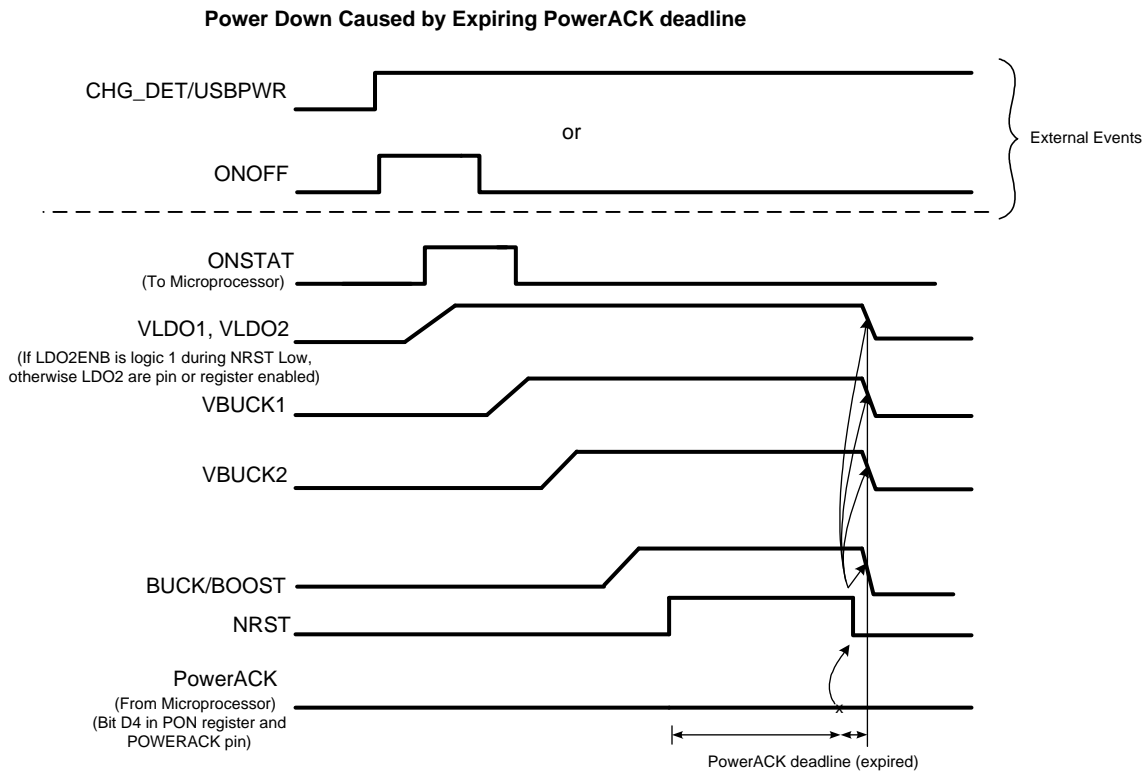 Power Down Caused by Expiring PowerACK deadline
CHG_DET/USBPWR
or
External Events
ONOFF
ONSTAT
(To Microprocessor)
VLDO1, VLDO2
(If LDO2ENB is logic 1 during NRST Low,
otherwise LDO2 are pin or register enabled)
VBUCK1
VBUCK2
BUCK/BOOST
NRST
PowerACK
(From Microprocessor)
(Bit D4 in PON register and
POWERACK pin)
x
PowerACK deadline (expired)